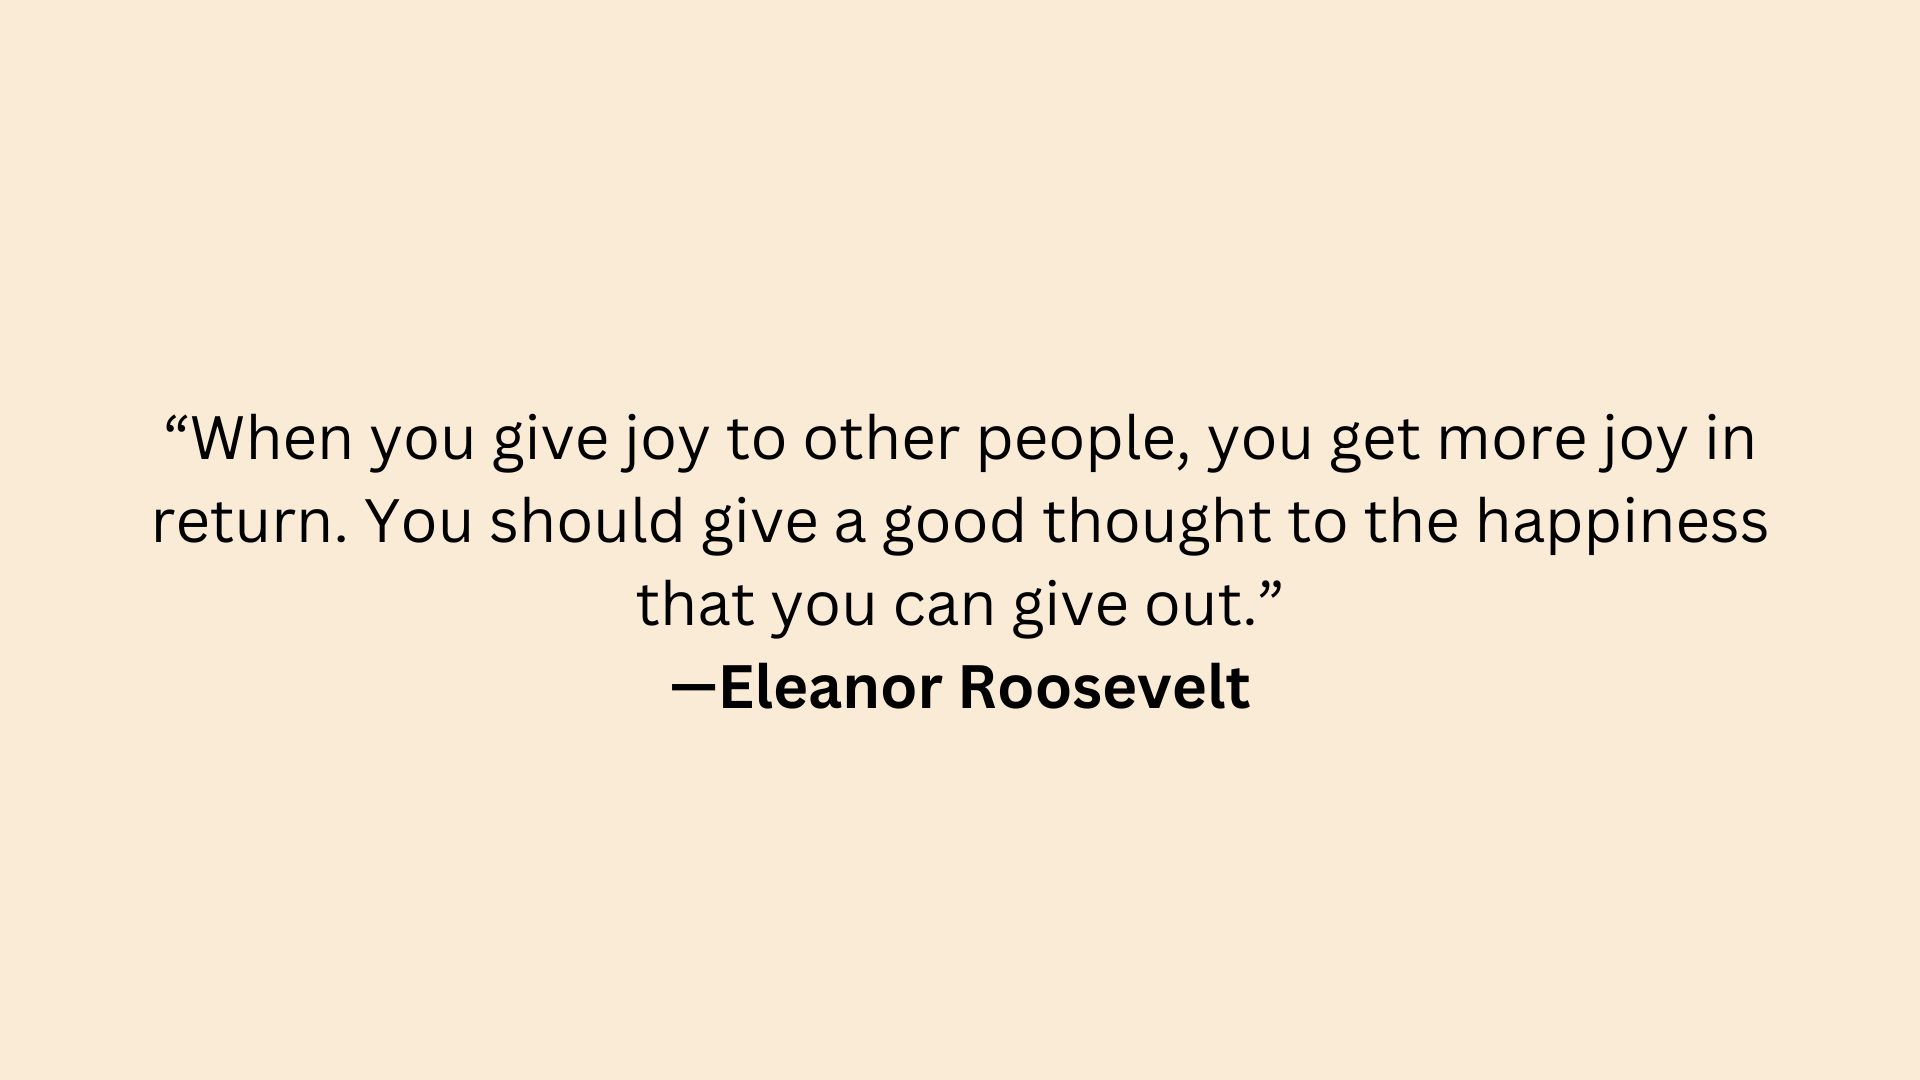 “When you give joy to other people, you get more joy in
return. You should give a good thought to the happiness
that you can give out.”
—Eleanor Roosevelt